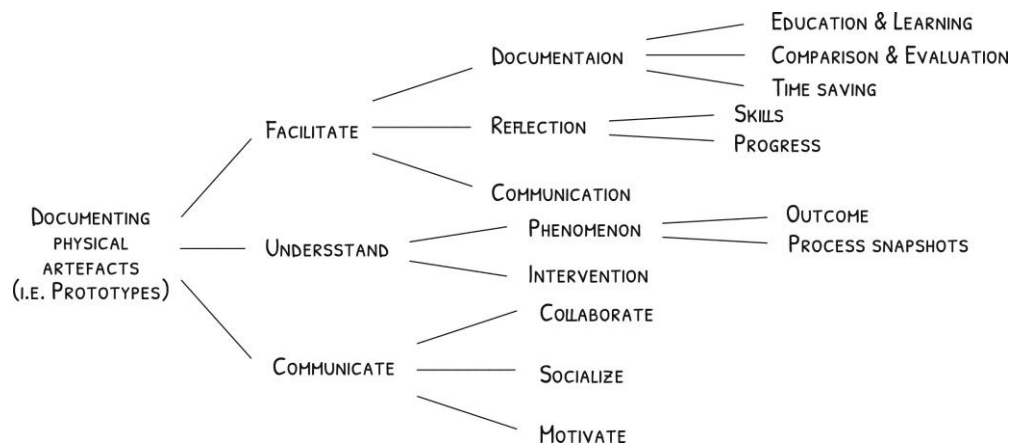 DOCUMENTING
PHYSICAL
ARTEFACTS
(I.E. PROTOTYPES)
FACILITATE
DOCUMENTAION
EDUCATION & LEARNING
COMPARISON & EVALUATION
TIME SAVING
REFLECTION
SKILLS
PROGRESS
COMMUNICATION
UNDERSSTAND
PHENOMENON
OUTCOME
PROCESS SNAPSHOTS
INTERVENTION
COMMUNICATE
COLLABORATE
SOCIALIZE
MOTIVATE